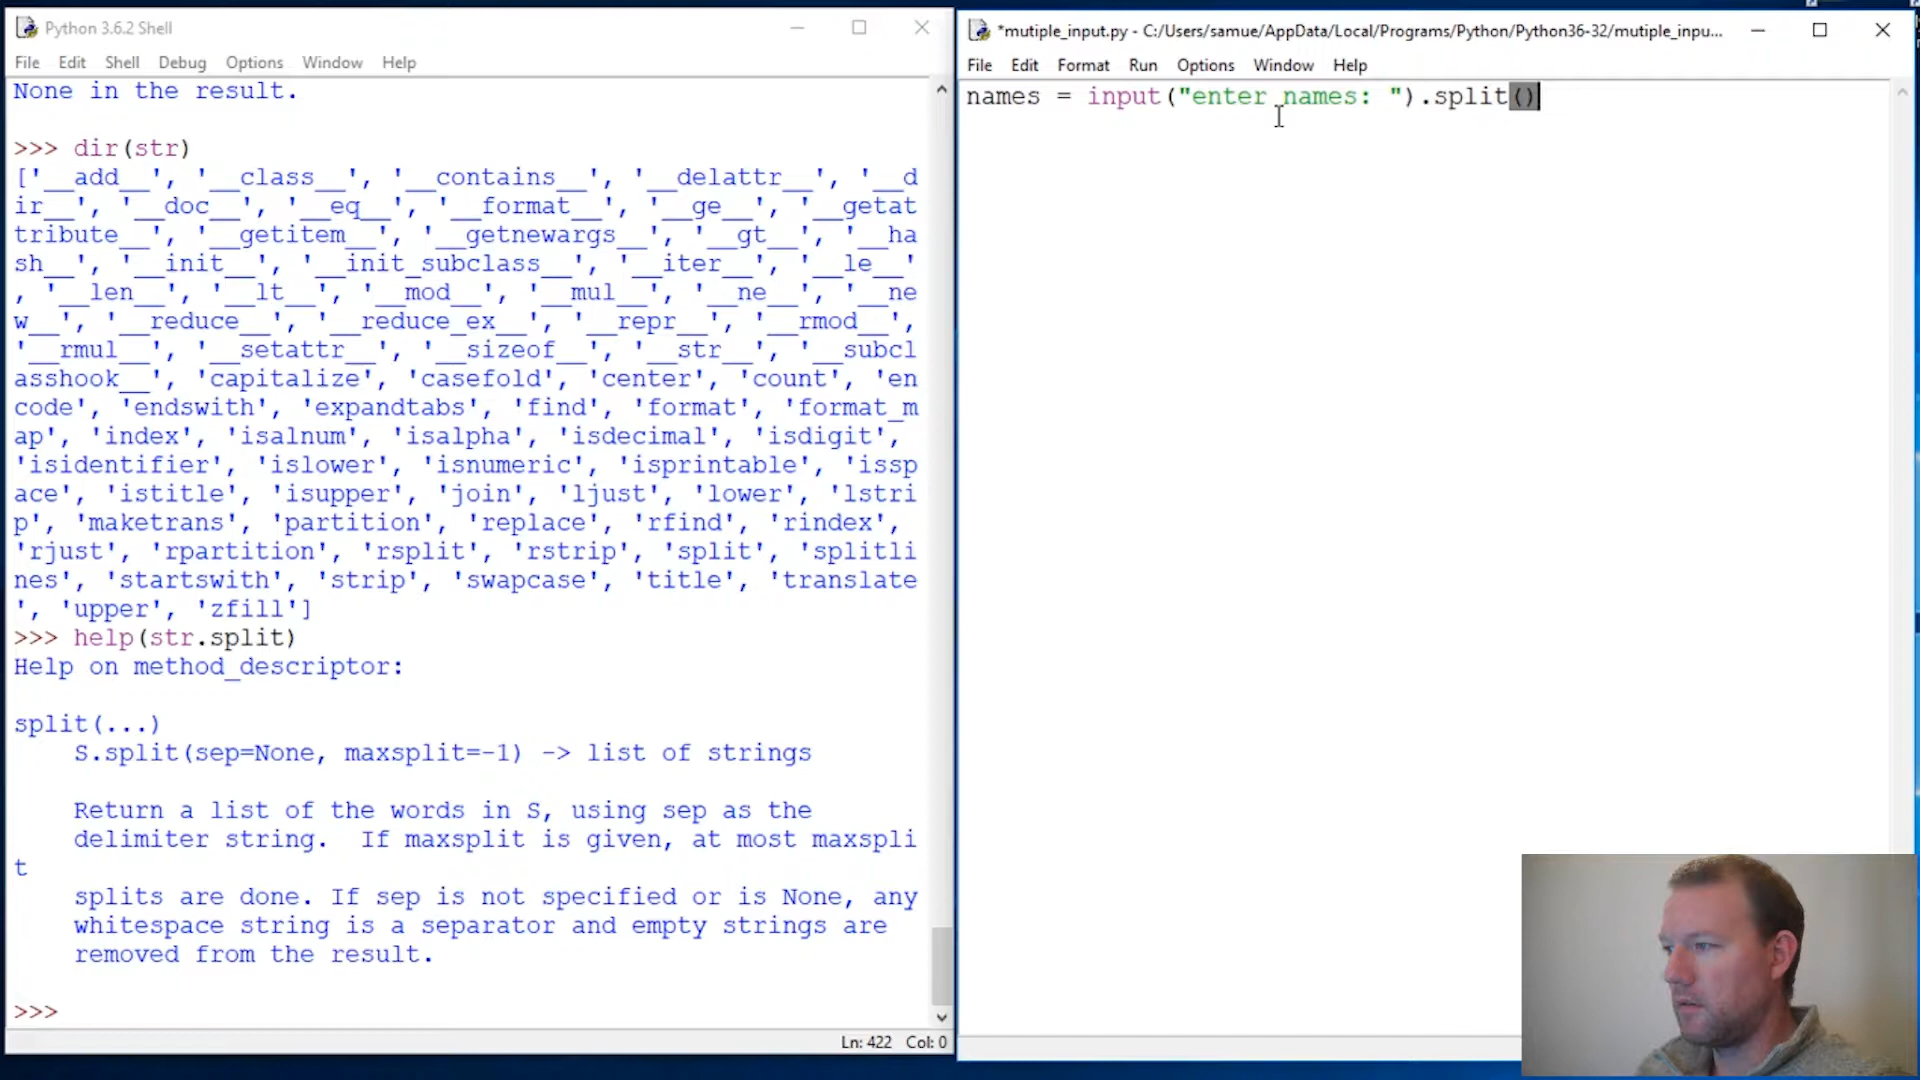 Python 3.6.2 Shell
File Edit Shell Debug Options Window Help
None in the result.
>>> dir(str)
['__add__', '__class__', '__contains__', '__delattr__', '__d
ir__', '__doc__', '__eq__', '__format__', '__ge__', '__getat
tribute__', '__getitem__', '__getnewargs__', '__gt__', '__ha
sh__', '__init__', '__init_subclass__', '__iter__', '__le__'
, '__len__', '__lt__', '__mod__', '__mul__', '__ne__', '__ne
w__', '__reduce__', '__reduce_ex__', '__repr__', '__rmod__',
'__rmul__', '__setattr__', '__sizeof__', '__str__', '__subcl
asshook__', 'capitalize', 'casefold', 'center', 'count', 'en
code', 'endswith', 'expandtabs', 'find', 'format', 'format_m
ap', 'index', 'isalnum', 'isalpha', 'isdecimal', 'isdigit',
'isidentifier', 'islower', 'isnumeric', 'isprintable', 'issp
ace', 'istitle', 'isupper', 'join', 'ljust', 'lower', 'lstri
p', 'maketrans', 'partition', 'replace', 'rfind', 'rindex',
'rjust', 'rpartition', 'rsplit', 'rstrip', 'split', 'splitli
nes', 'startswith', 'strip', 'swapcase', 'title', 'translate
', 'upper', 'zfill']
>>> help(str.split)
Help on method_descriptor:
split(...)
S.split(sep=None, maxsplit=-1) -> list of strings
Return a list of the words in S, using sep as the
delimiter string.  If maxsplit is given, at most maxspli
t
splits are done. If sep is not specified or is None, any
whitespace string is a separator and empty strings are
removed from the result.
>>>
Ln: 422 Col: 0
*mutiple_input.py - C:/Users/samue/AppData/Local/Programs/Python/Python36-32/mutiple_inpu...
File Edit Format Run Options Window Help
names = input("enter names: ").split()